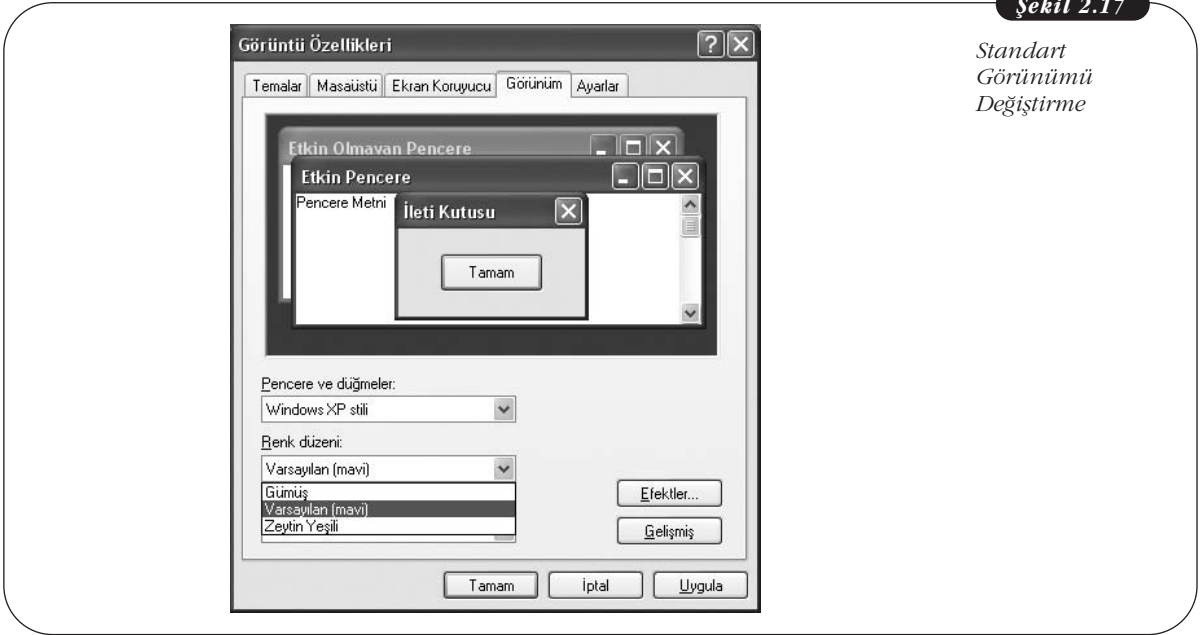 Şekil 2.17
Standart
Görünümü
Değiştirme
Görüntü Özellikleri
Temalar Masaüstü Ekran Koruyucu Görünüm Ayarlar
Etkin Olmayan Pencere
Etkin Pencere
Pencere Metni
İleti Kutusu
Tamam
Pencere ve düğmeler:
Windows XP stili
Renk düzeni:
Varsayılan (mavi)
Gümüş
Varsayılan (mavi)
Zeytin Yeşili
Efektler...
Gelişmiş
Tamam İptal Uygula